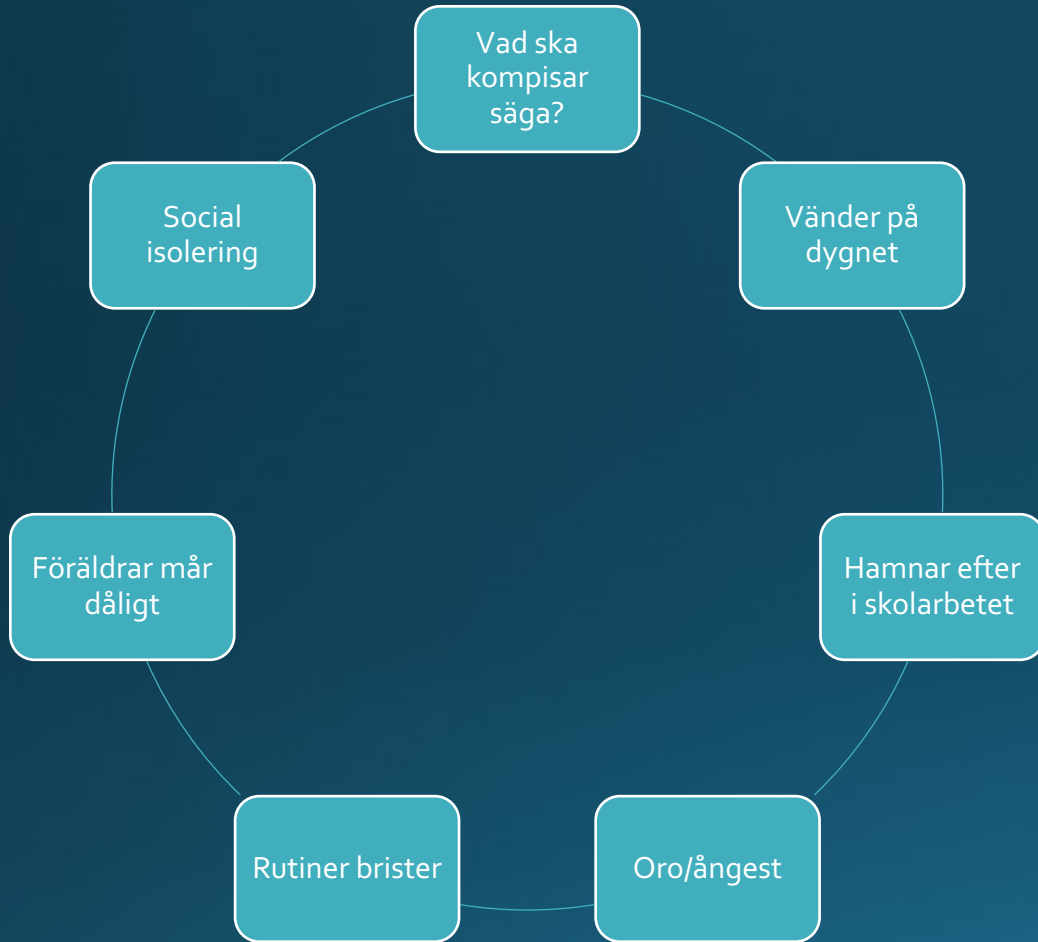 Vad ska
kompisar
säga?
Vänder på
dygnet
Hamnar efter
i skolarbetet
Oro/ångest
Rutiner brister
Föräldrar mår
dåligt
Social
isolering